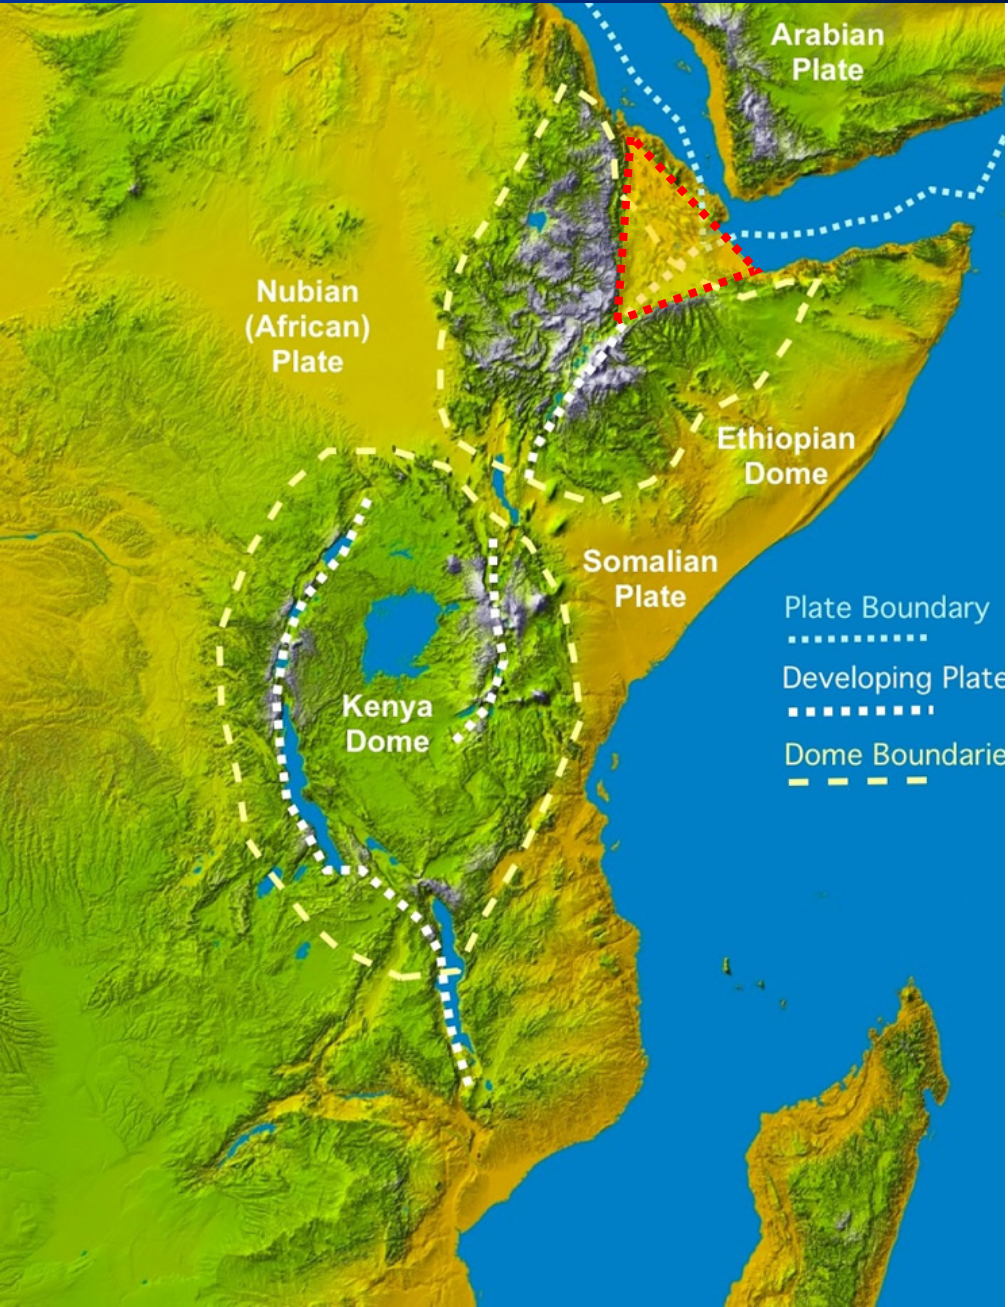 Arabian
Plate
Nubian
(African)
Plate
Ethiopian
Dome
Somalian
Plate
Plate Boundary
Developing Plate
Kenya
Dome
Dome Boundarie